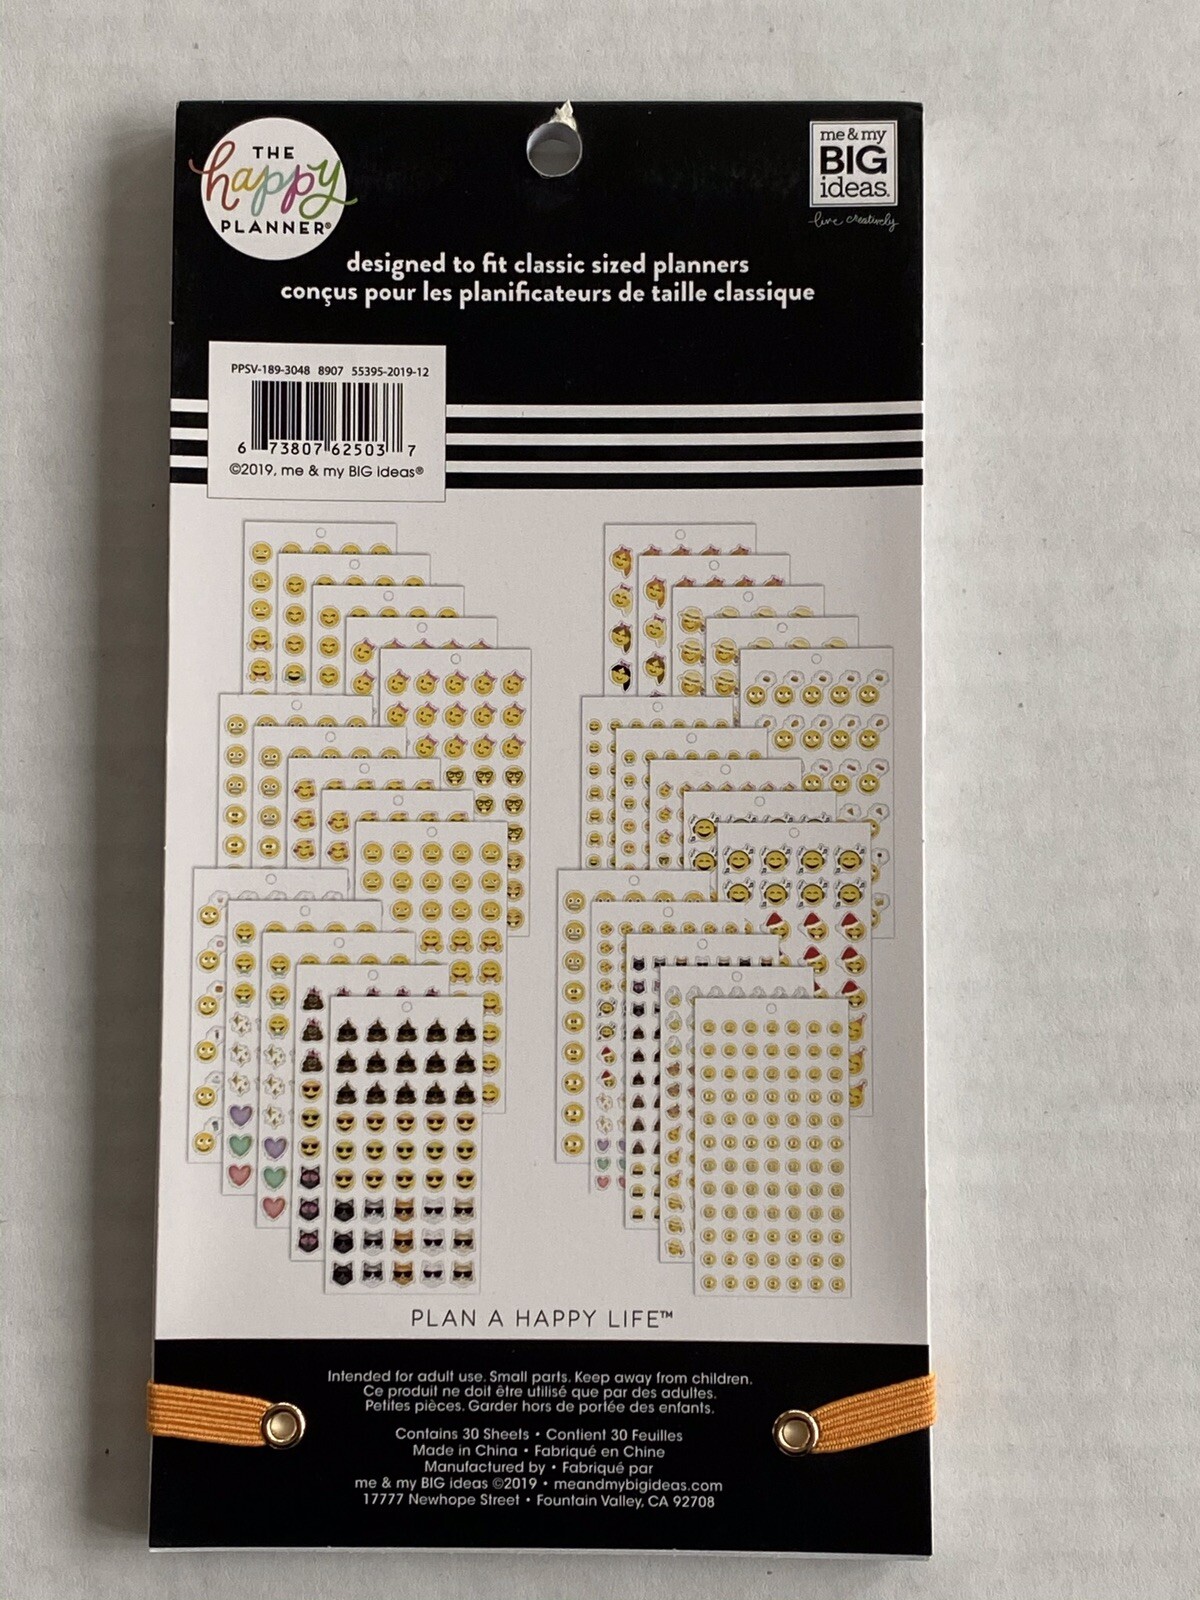 THE
happy
PLANNER®
me & my
BIG
ideas.
live creatively
designed to fit classic sized planners
conçus pour les planificateurs de taille classique
PPSV-189-3048 8907 55395-2019-12
6 73807 62503 7
©2019, me & my BIG ideas®
PLAN A HAPPY LIFE™
Intended for adult use. Small parts. Keep away from children.
Ce produit ne doit être utilisé que par des adultes.
Petites pièces. Garder hors de portée des enfants.
Contains 30 Sheets • Contient 30 Feuilles
Made in China • Fabriqué en Chine
Manufactured by • Fabriqué par
me & my BIG ideas ©2019 • meandmybigideas.com
17777 Newhope Street • Fountain Valley, CA 92708